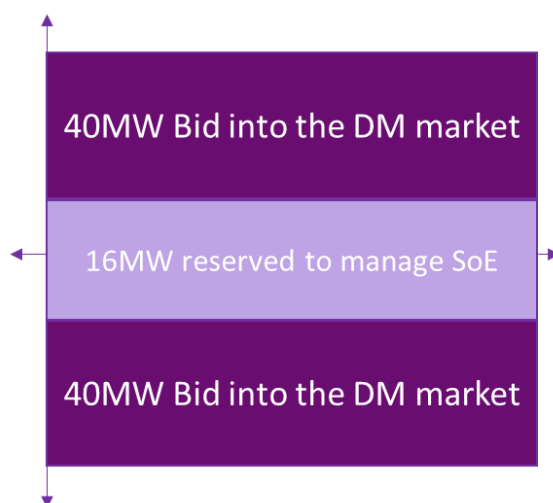 40MW Bid into the DM market
16MW reserved to manage SoE
40MW Bid into the DM market